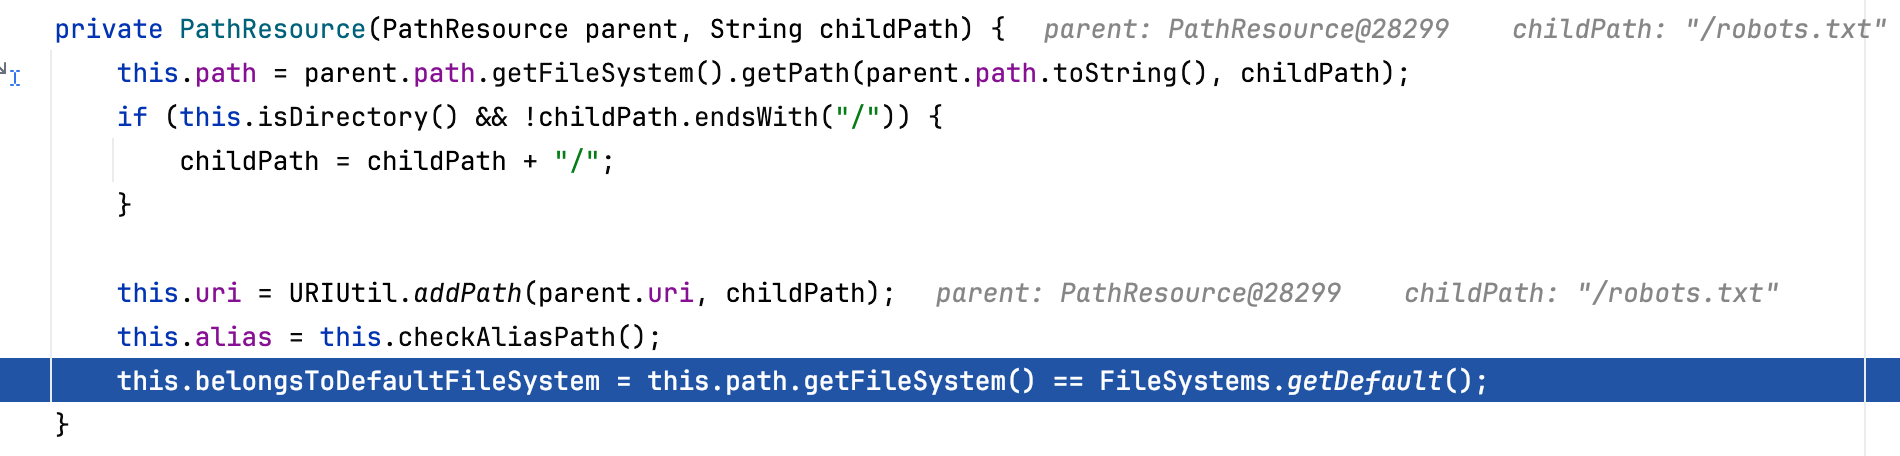 private PathResource(PathResource parent, String childPath) {   parent: PathResource@28299    childPath: "/robots.txt"
    this.path = parent.path.getFileSystem().getPath(parent.path.toString(), childPath);
    if (this.isDirectory() && !childPath.endsWith("/")) {
        childPath = childPath + "/";
    }
    this.uri = URIUtil.addPath(parent.uri, childPath);   parent: PathResource@28299    childPath: "/robots.txt"
    this.alias = this.checkAliasPath();
    this.belongsToDefaultFileSystem = this.path.getFileSystem() == FileSystems.getDefault();
}